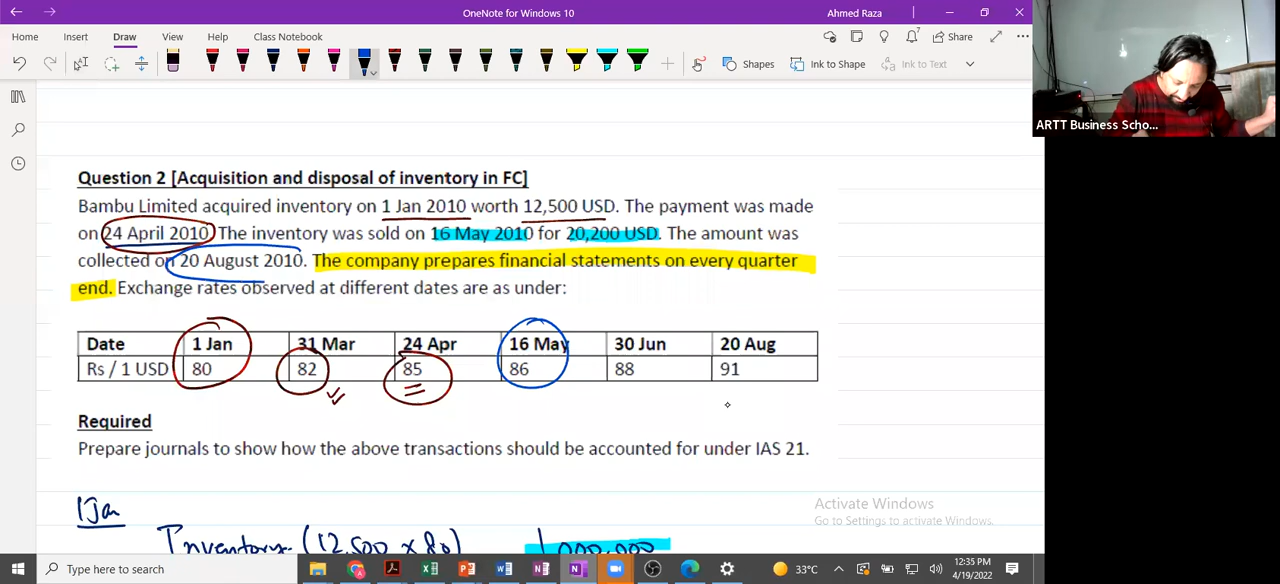 OneNote for Windows 10
Ahmed Raza
Home Insert Draw View Help Class Notebook
Share
Shapes Ink to Shape Ink to Text
ARTT Business Scho...
Question 2 [Acquisition and disposal of inventory in FC]
Bambu Limited acquired inventory on 1 Jan 2010 worth 12,500 USD. The payment was made
on 24 April 2010. The inventory was sold on 16 May 2010 for 20,200 USD. The amount was
collected on 20 August 2010. The company prepares financial statements on every quarter
end. Exchange rates observed at different dates are as under:
Date 1 Jan 31 Mar 24 Apr 16 May 30 Jun 20 Aug
Rs / 1 USD 80 82 85 86 88 91
Required
Prepare journals to show how the above transactions should be accounted for under IAS 21.
1 Jan
Inventory (12,500 x 80) 1,000,000
Activate Windows
Go to Settings to activate Windows.
Type here to search
33°C
12:35 PM
4/19/2022